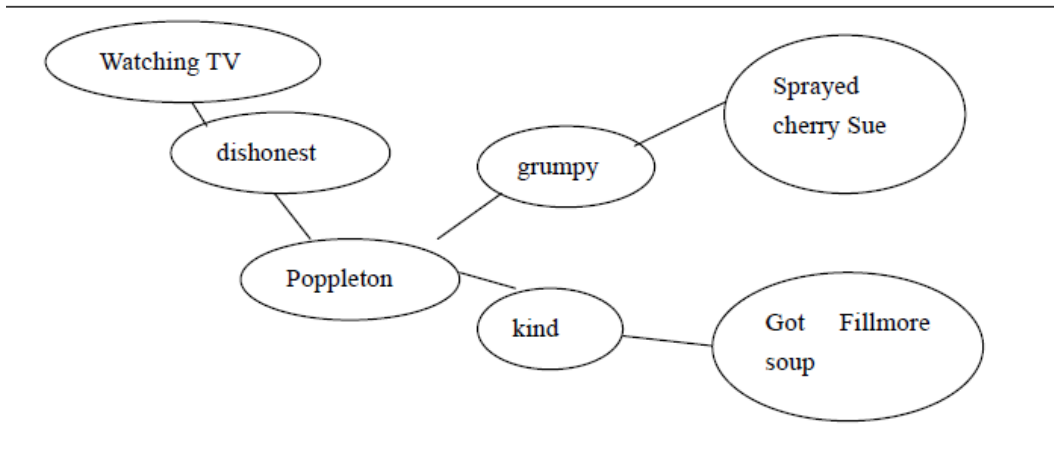 Watching TV
Sprayed
cherry Sue
dishonest
grumpy
Poppleton
kind
Got Fillmore
soup